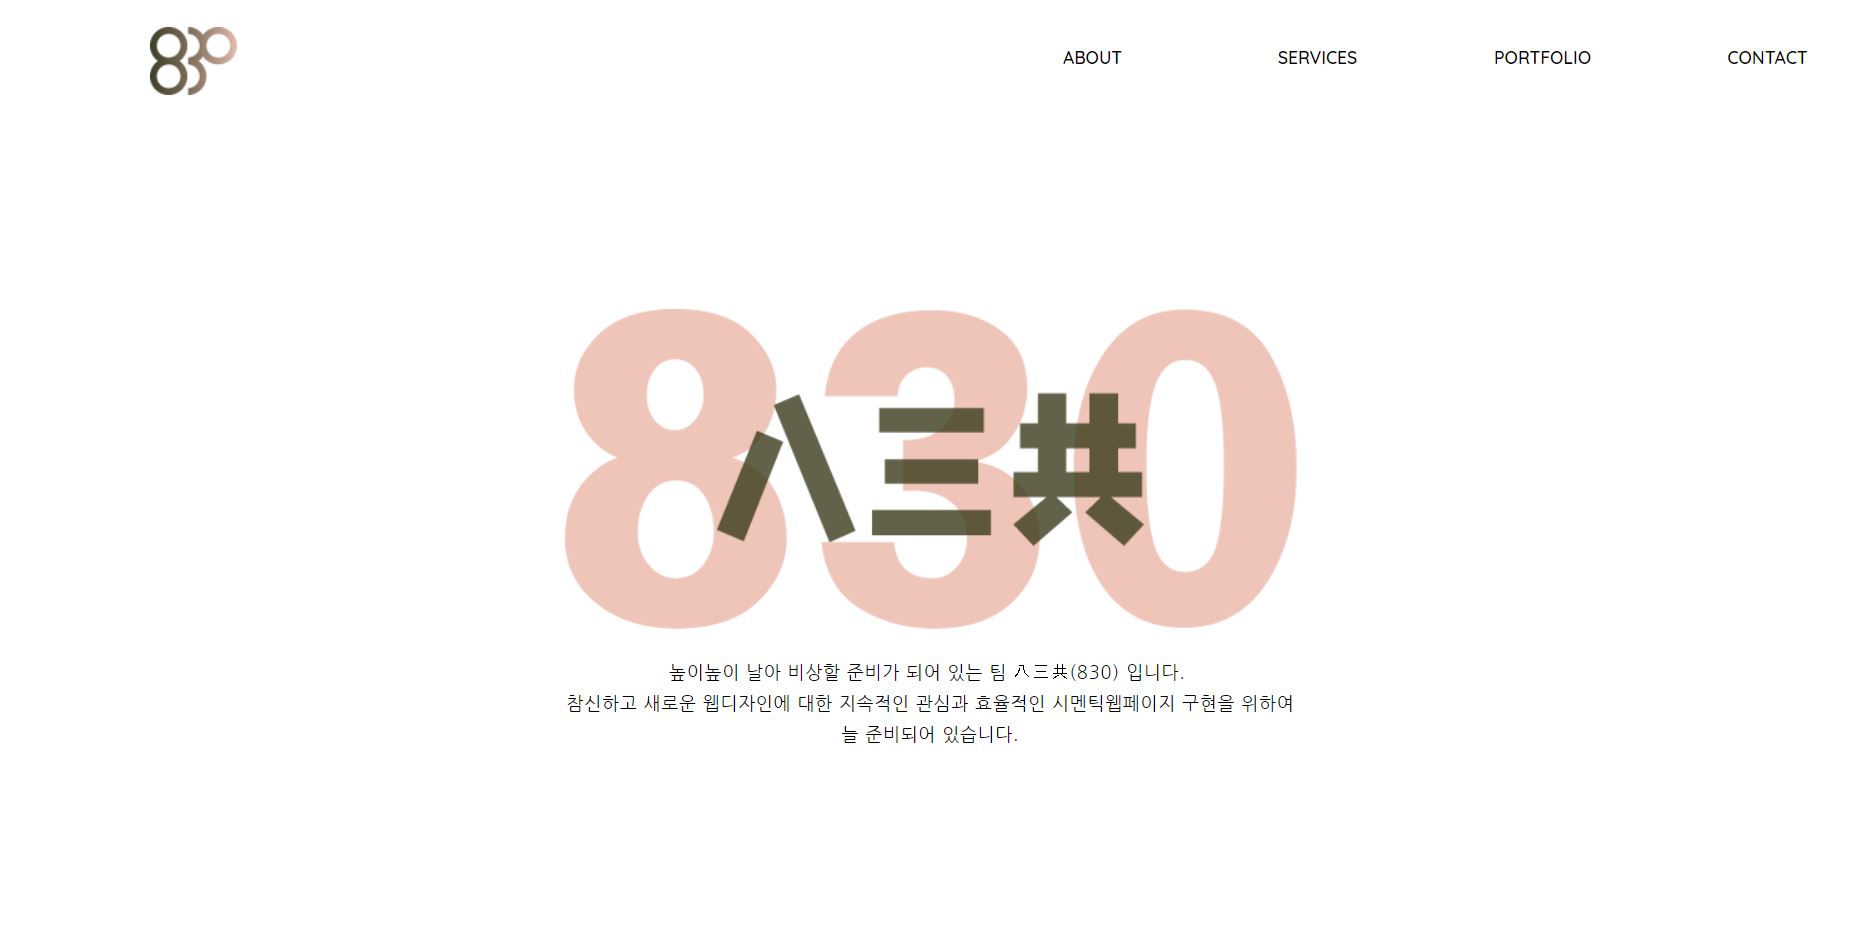 830
ABOUT SERVICES PORTFOLIO CONTACT
830
八三共
높이높이 날아 비상할 준비가 되어 있는 팀 八三共(830) 입니다.
참신하고 새로운 웹디자인에 대한 지속적인 관심과 효율적인 시멘틱웹페이지 구현을 위하여
늘 준비되어 있습니다.